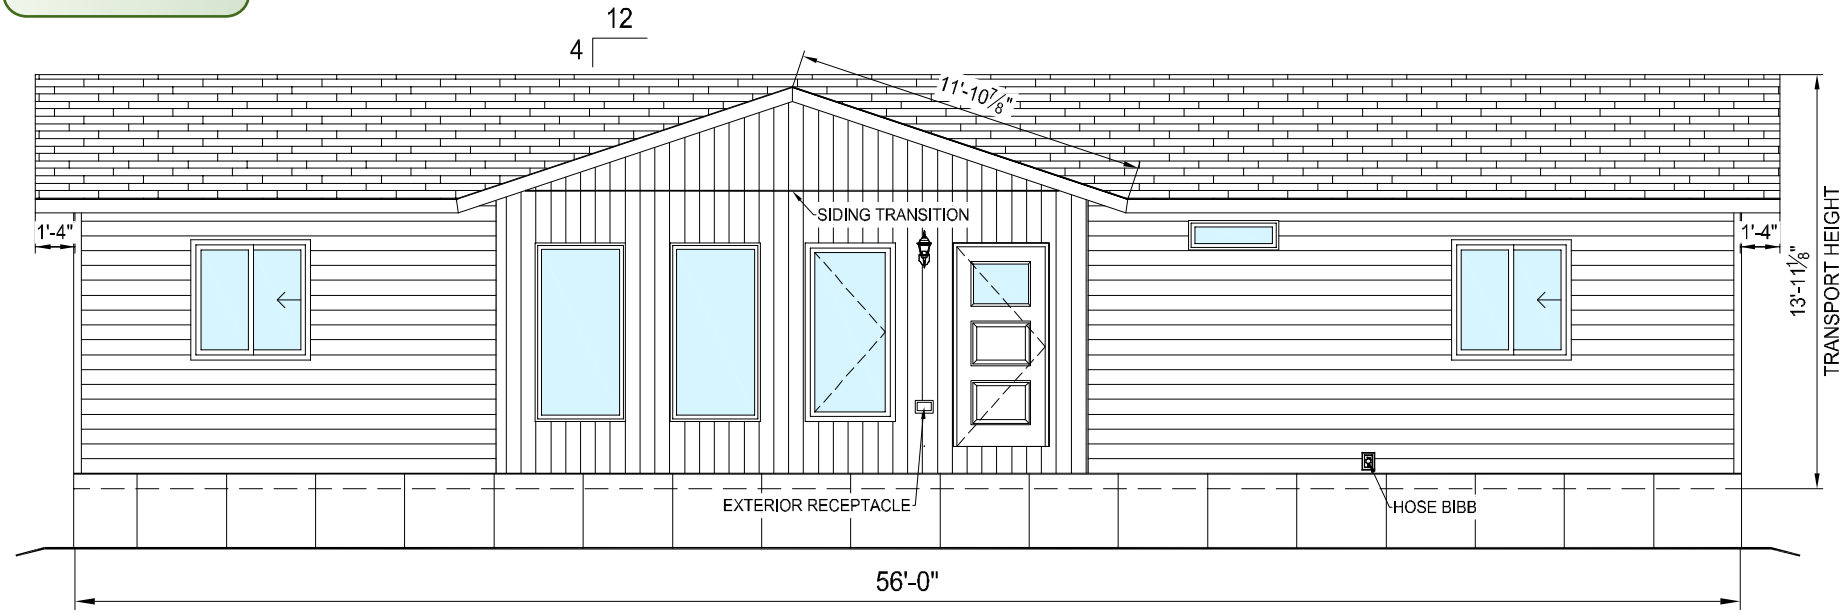 12
4
11'-10⅞"
SIDING TRANSITION
1'-4"
1'-4"
13'-1⅛"
TRANSPORT HEIGHT
EXTERIOR RECEPTACLE
HOSE BIBB
56'-0"